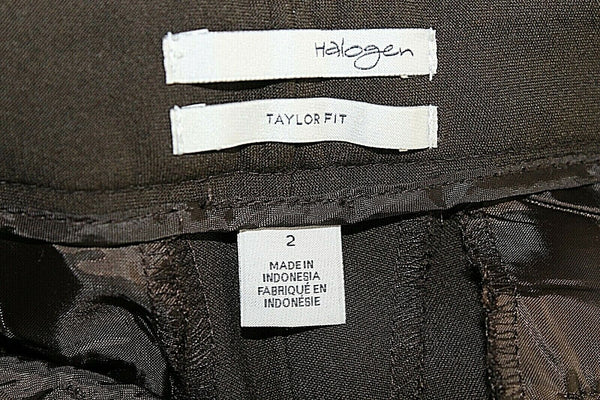 Halogen
TAYLOR FIT
2
MADE IN
INDONESIA
FABRIQUÉ EN
INDONÉSIE